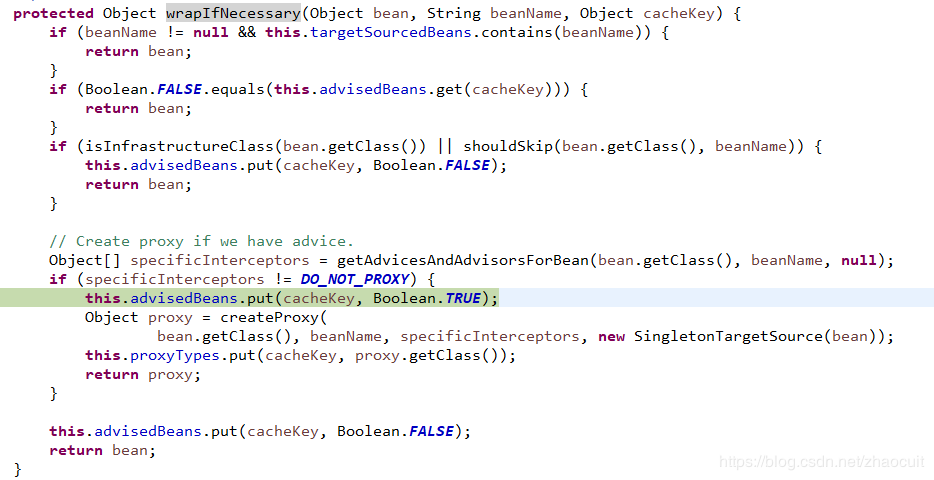 protected Object wrapIfNecessary(Object bean, String beanName, Object cacheKey) {
    if (beanName != null && this.targetSourcedBeans.contains(beanName)) {
        return bean;
    }
    if (Boolean.FALSE.equals(this.advisedBeans.get(cacheKey))) {
        return bean;
    }
    if (isInfrastructureClass(bean.getClass()) || shouldSkip(bean.getClass(), beanName)) {
        this.advisedBeans.put(cacheKey, Boolean.FALSE);
        return bean;
    }

    // Create proxy if we have advice.
    Object[] specificInterceptors = getAdvicesAndAdvisorsForBean(bean.getClass(), beanName, null);
    if (specificInterceptors != DO_NOT_PROXY) {
        this.advisedBeans.put(cacheKey, Boolean.TRUE);
        Object proxy = createProxy(
                bean.getClass(), beanName, specificInterceptors, new SingletonTargetSource(bean));
        this.proxyTypes.put(cacheKey, proxy.getClass());
        return proxy;
    }

    this.advisedBeans.put(cacheKey, Boolean.FALSE);
    return bean;
}
https://blog.csdn.net/zhaocuit